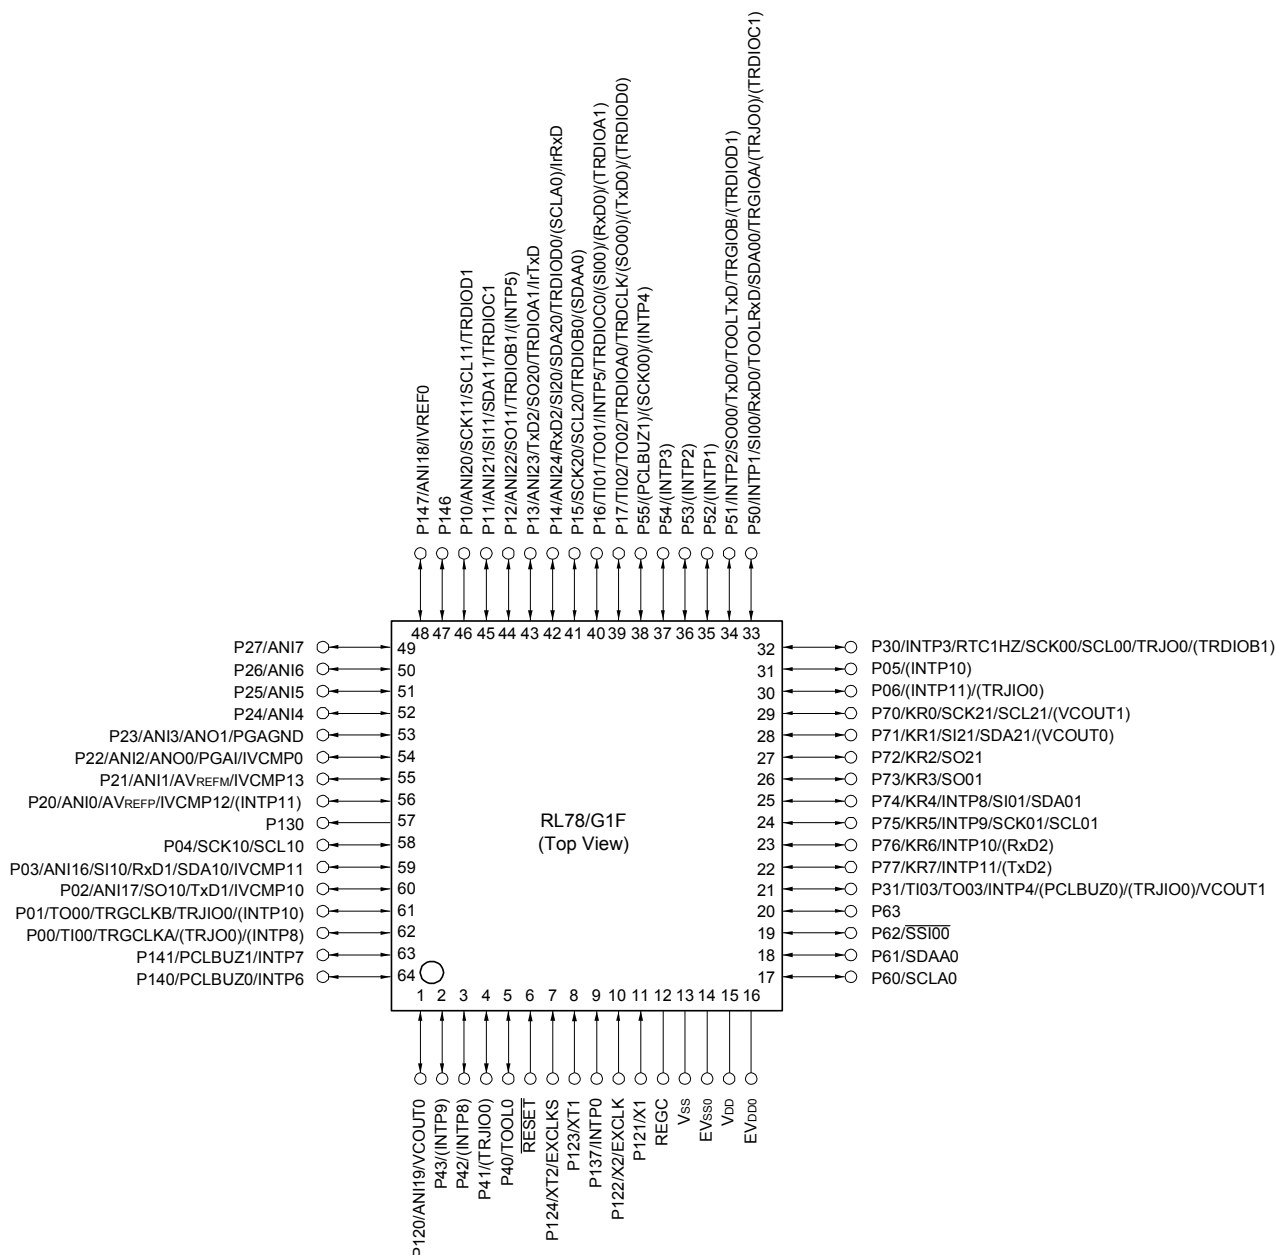 P147/ANI18/IVREF0
P146
P10/ANI20/SCK11/SCL11/TRDIOD1
P11/ANI21/SI11/SDA11/TRDIOC1
P12/ANI22/SO11/TRDIOB1/(INTP5)
P13/ANI23/TxD2/SO20/TRDIOA1/IrTxD
P14/ANI24/RxD2/SI20/SDA20/TRDIOD0/(SCLA0)/IrRxD
P15/SCK20/SCL20/TRDIOB0/(SDAA0)
P16/TI01/TO01/INTP5/TRDIOC0/(SI00)/(RxD0)/(TRDIOA1)
P17/TI02/TO02/TRDIOA0/TRDCLK/(SO00)/(TxD0)/(TRDIOD0)
P55/(PCLBUZ1)/(SCK00)/(INTP4)
P54/(INTP3)
P53/(INTP2)
P52/(INTP1)
P51/INTP2/SO00/TxD0/TOOLTxD/TRGIOB/(TRDIOD1)
P50/INTP1/SI00/RxD0/TOOLRxD/SDA00/TRGIOA/(TRJO0)/(TRDIOC1)
48 47 46 45 44 43 42 41 40 39 38 37 36 35 34 33
P27/ANI7 49
P26/ANI6 50
P25/ANI5 51
P24/ANI4 52
P23/ANI3/ANO1/PGAGND 53
P22/ANI2/ANO0/PGAI/IVCMP0 54
P21/ANI1/AVREFM/IVCMP13 55
P20/ANI0/AVREFP/IVCMP12/(INTP11) 56
P130 57
P04/SCK10/SCL10 58
P03/ANI16/SI10/RxD1/SDA10/IVCMP11 59
P02/ANI17/SO10/TxD1/IVCMP10 60
P01/TO00/TRGCLKB/TRJIO0/(INTP10) 61
P00/TI00/TRGCLKA/(TRJO0)/(INTP8) 62
P141/PCLBUZ1/INTP7 63
P140/PCLBUZ0/INTP6 64
RL78/G1F
(Top View)
32 P30/INTP3/RTC1HZ/SCK00/SCL00/TRJO0/(TRDIOB1)
31 P05/(INTP10)
30 P06/(INTP11)/(TRJIO0)
29 P70/KR0/SCK21/SCL21/(VCOUT1)
28 P71/KR1/SI21/SDA21/(VCOUT0)
27 P72/KR2/SO21
26 P73/KR3/SO01
25 P74/KR4/INTP8/SI01/SDA01
24 P75/KR5/INTP9/SCK01/SCL01
23 P76/KR6/INTP10/(RxD2)
22 P77/KR7/INTP11/(TxD2)
21 P31/TI03/TO03/INTP4/(PCLBUZ0)/(TRJIO0)/VCOUT1
20 P63
19 P62/SSI00
18 P61/SDAA0
17 P60/SCLA0
1 2 3 4 5 6 7 8 9 10 11 12 13 14 15 16
P120/ANI19/VCOUT0
P43/(INTP9)
P42/(INTP8)
P41/(TRJIO0)
P40/TOOL0
RESET
P124/XT2/EXCLKS
P123/XT1
P137/INTP0
P122/X2/EXCLK
P121/X1
REGC
VSS
EVSS0
VDD
EVDD0